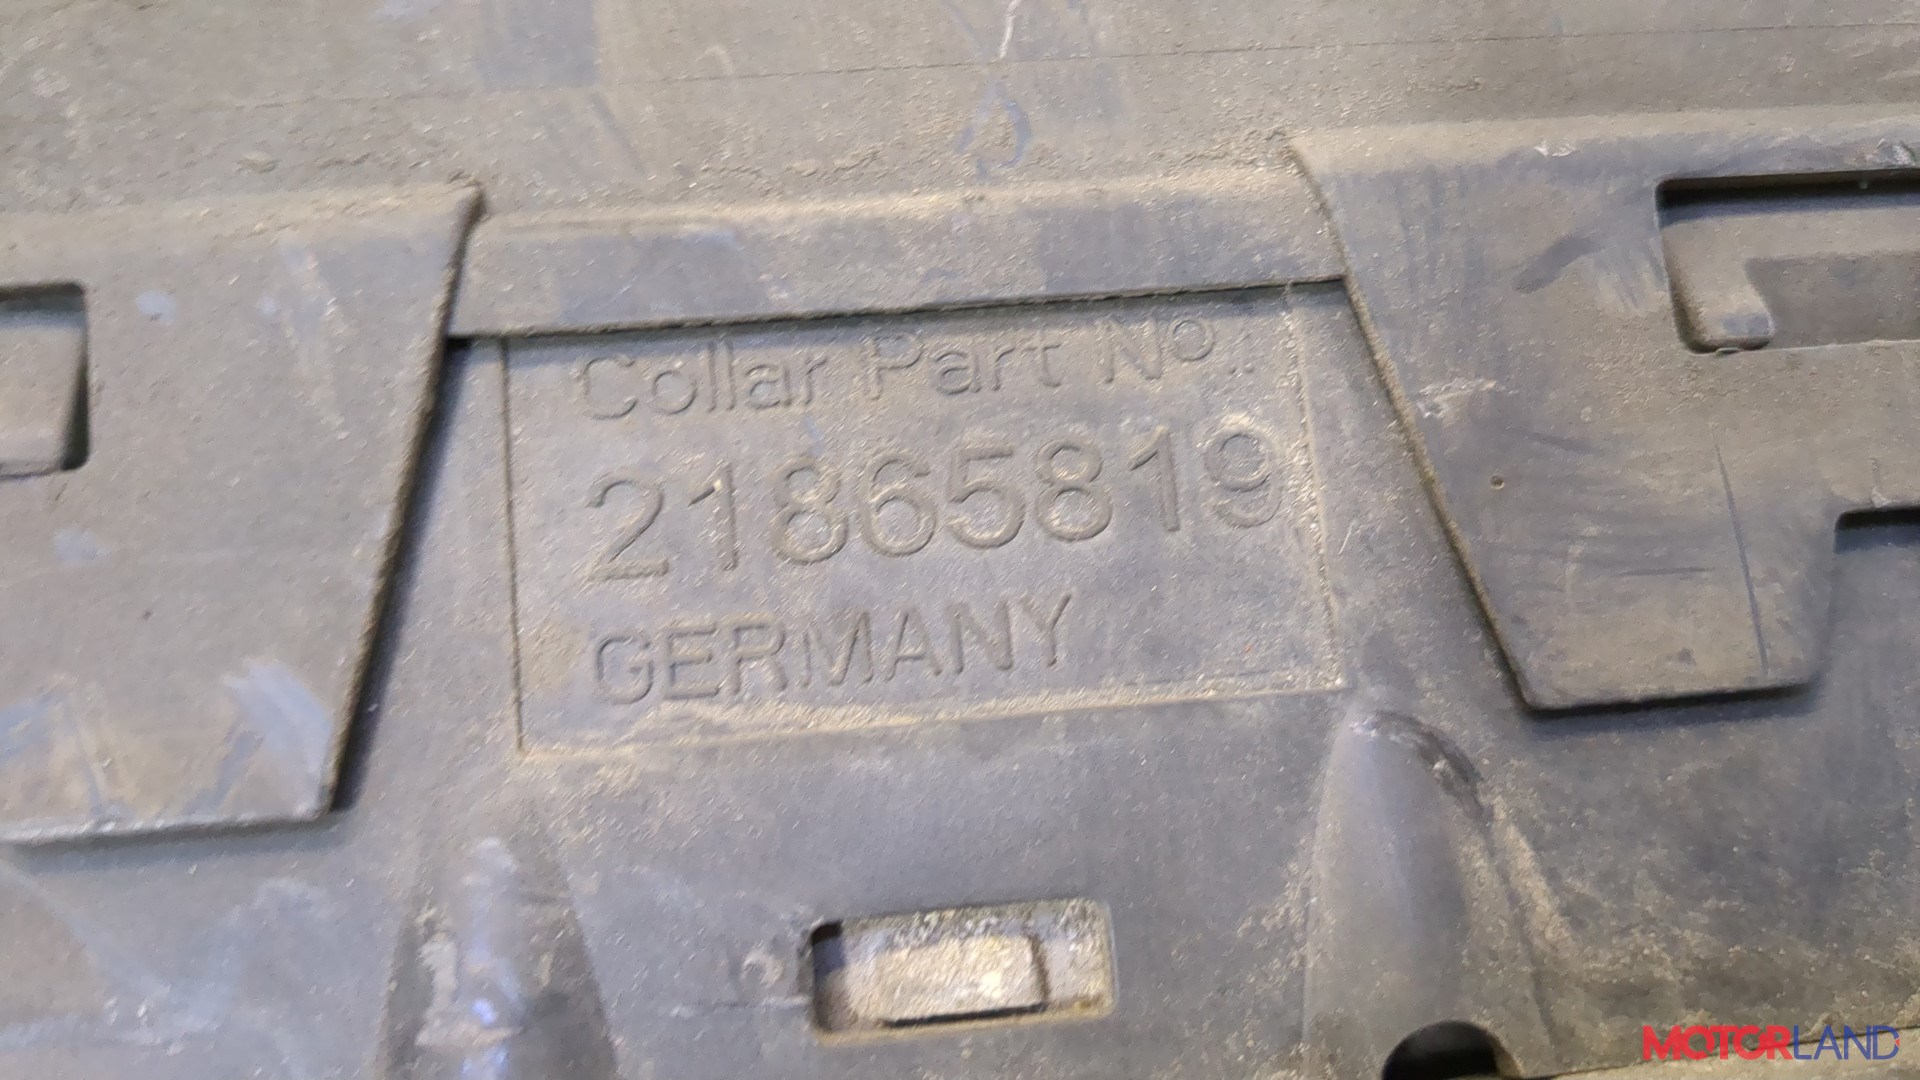 Collar Part No.:
21865819
GERMANY
MOTORLAND